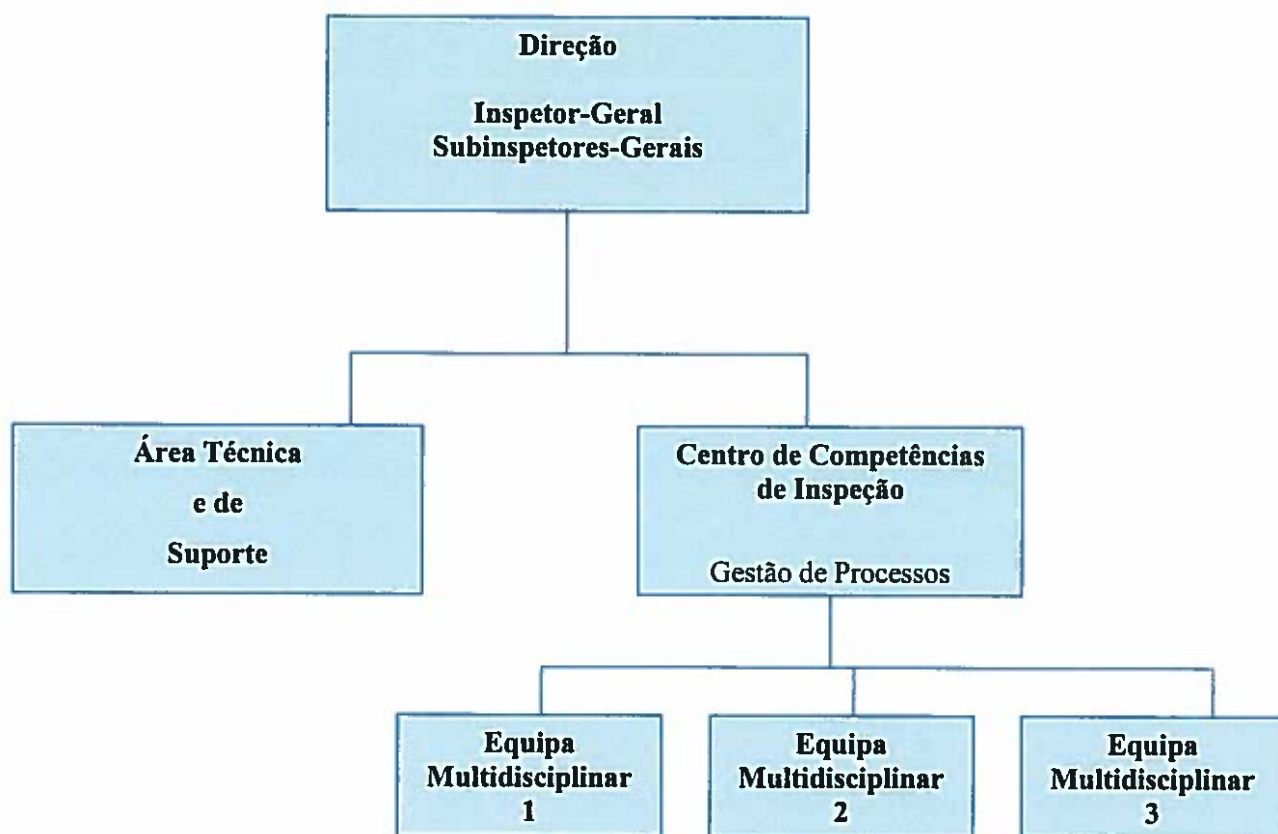 Direção
Inspetor-Geral
Subinspetores-Gerais
Área Técnica
e de
Suporte
Centro de Competências
de Inspeção
Gestão de Processos
Equipa
Multidisciplinar
1
Equipa
Multidisciplinar
2
Equipa
Multidisciplinar
3